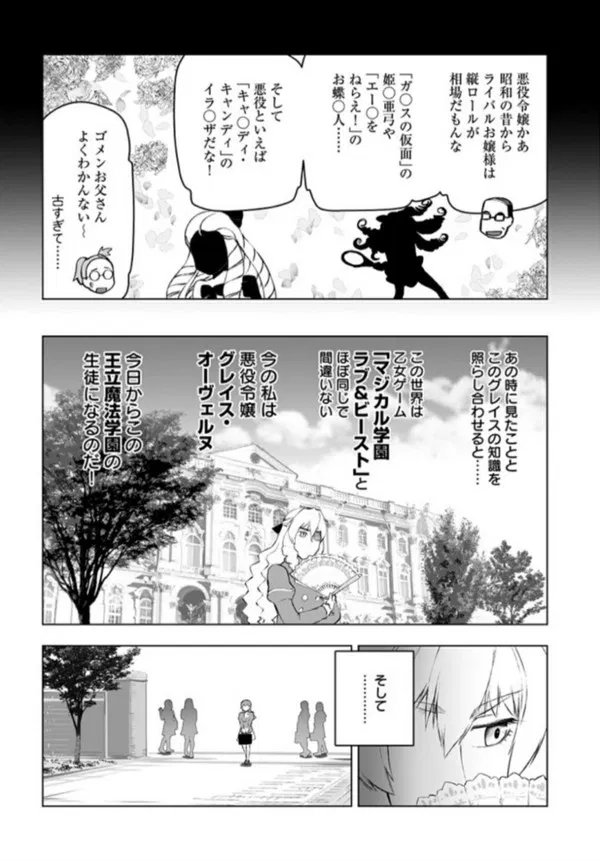 悪役令嬢かあ
昭和の昔から
ライバルお嬢様は
縦ロールが
相場だもんな
「ガ○スの仮面」の
姫○亜弓や
「エー○を
ねらえ！」の
お蝶○人……
そして
悪役といえば
「キャ○ディ・
キャンディ」の
イラ○ザだな！
ゴメンお父さん
よくわかんない～
古すぎて……
あの時に見たことと
このグレイスの知識を
照らし合わせると……
この世界は
乙女ゲーム
「マジカル学園
ラブ&ビースト」と
ほぼ同じで
間違いない
今の私は
悪役令嬢
グレイス・
オーヴェルヌ
今日からこの
王立魔法学園の
生徒になるのだ！
そして
……